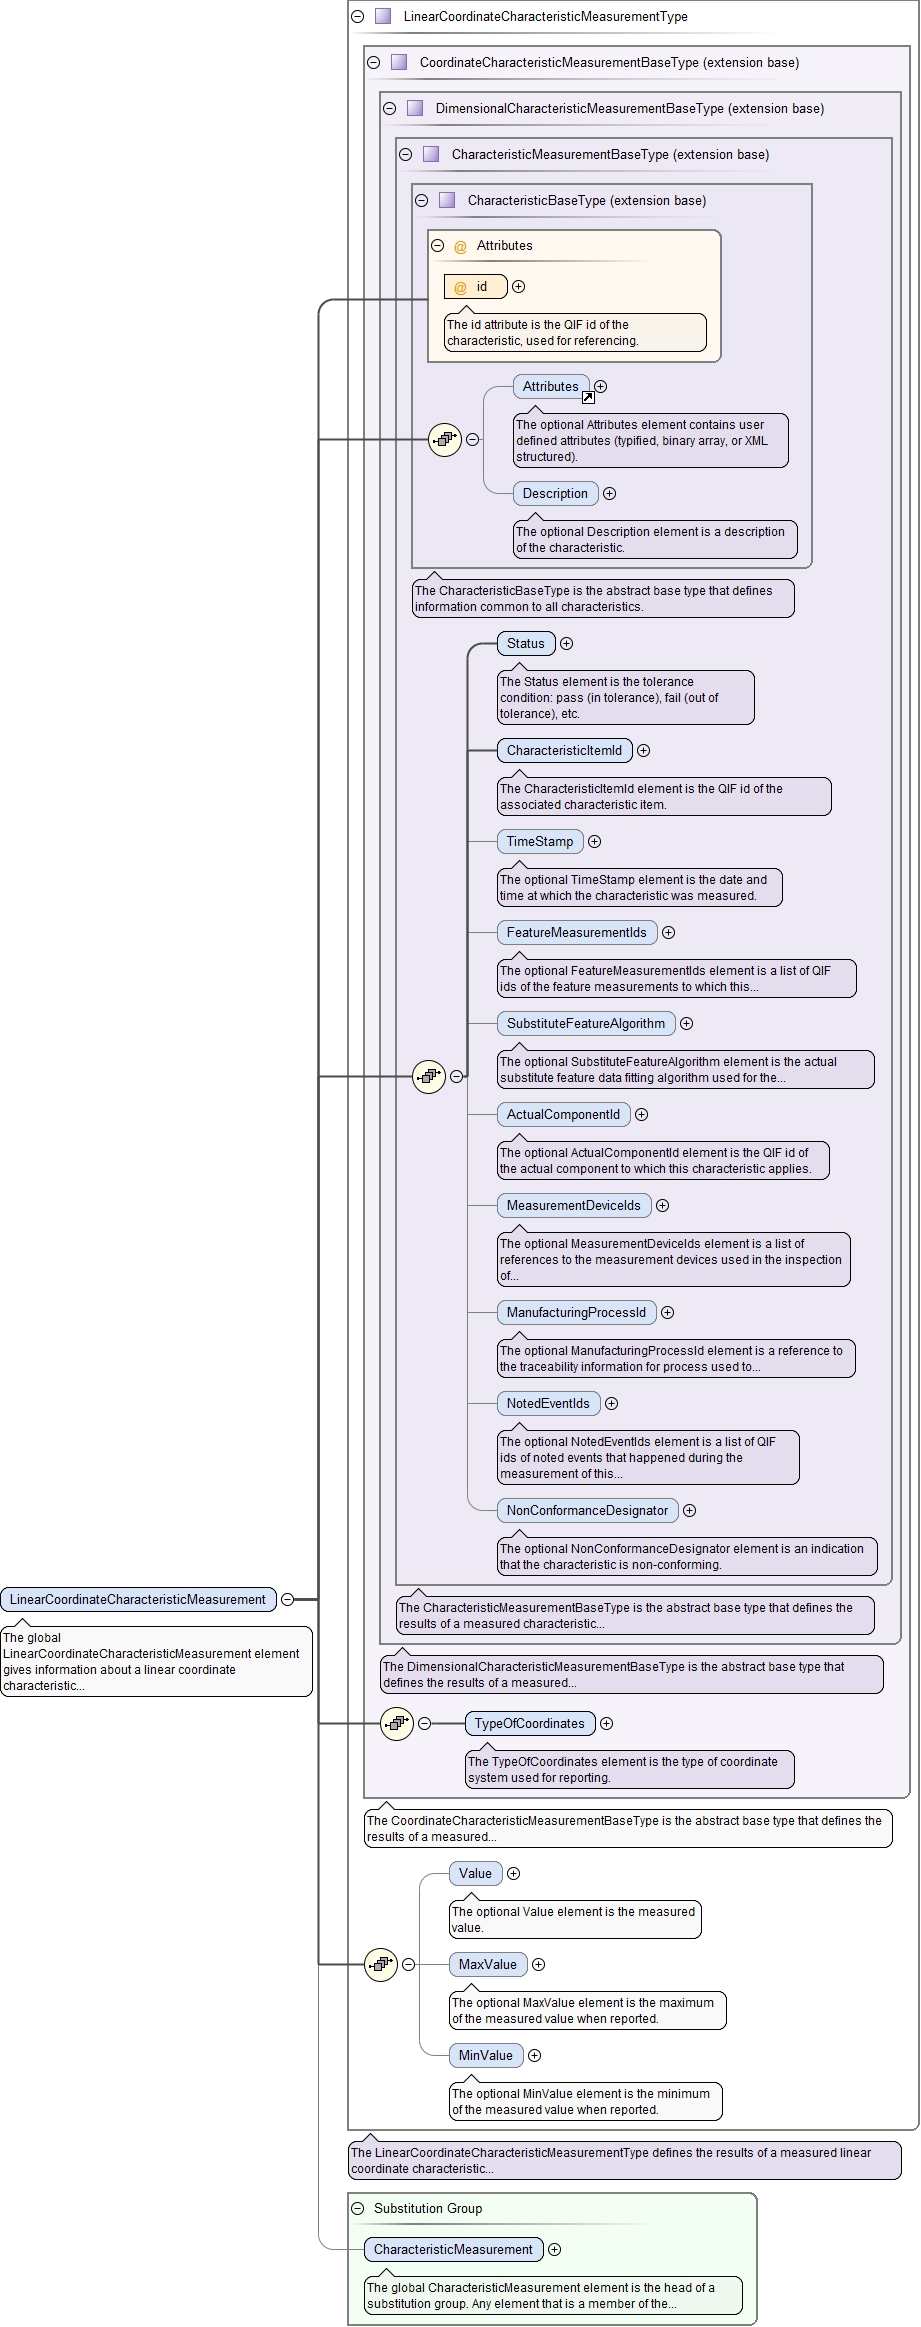 LinearCoordinateCharacteristicMeasurementType
CoordinateCharacteristicMeasurementBaseType (extension base)
DimensionalCharacteristicMeasurementBaseType (extension base)
CharacteristicMeasurementBaseType (extension base)
CharacteristicBaseType (extension base)
@ Attributes
@ id
The id attribute is the QIF id of the
characteristic, used for referencing.
Attributes
The optional Attributes element contains user
defined attributes (typified, binary array, or XML
structured).
Description
The optional Description element is a description
of the characteristic.
The CharacteristicBaseType is the abstract base type that defines
information common to all characteristics.
Status
The Status element is the tolerance
condition: pass (in tolerance), fail (out of
tolerance), etc.
CharacteristicItemId
The CharacteristicItemId element is the QIF id of the
associated characteristic item.
TimeStamp
The optional TimeStamp element is the date and
time at which the characteristic was measured.
FeatureMeasurementIds
The optional FeatureMeasurementIds element is a list of QIF
ids of the feature measurements to which this...
SubstituteFeatureAlgorithm
The optional SubstituteFeatureAlgorithm element is the actual
substitute feature data fitting algorithm used for the...
ActualComponentId
The optional ActualComponentId element is the QIF id of
the actual component to which this characteristic applies.
MeasurementDeviceIds
The optional MeasurementDeviceIds element is a list of
references to the measurement devices used in the inspection
of...
ManufacturingProcessId
The optional ManufacturingProcessId element is a reference to
the traceability information for process used to...
NotedEventIds
The optional NotedEventIds element is a list of QIF
ids of noted events that happened during the
measurement of this...
NonConformanceDesignator
The optional NonConformanceDesignator element is an indication
that the characteristic is non-conforming.
LinearCoordinateCharacteristicMeasurement
The global
LinearCoordinateCharacteristicMeasurement element
gives information about a linear coordinate
characteristic...
The CharacteristicMeasurementBaseType is the abstract base type that defines the
results of a measured characteristic...
The DimensionalCharacteristicMeasurementBaseType is the abstract base type that
defines the results of a measured...
TypeOfCoordinates
The TypeOfCoordinates element is the type of coordinate
system used for reporting.
The CoordinateCharacteristicMeasurementBaseType is the abstract base type that defines the
results of a measured...
Value
The optional Value element is the measured
value.
MaxValue
The optional MaxValue element is the maximum
of the measured value when reported.
MinValue
The optional MinValue element is the minimum
of the measured value when reported.
The LinearCoordinateCharacteristicMeasurementType defines the results of a measured linear
coordinate characteristic...
Substitution Group
CharacteristicMeasurement
The global CharacteristicMeasurement element is the head of a
substitution group. Any element that is a member of the...